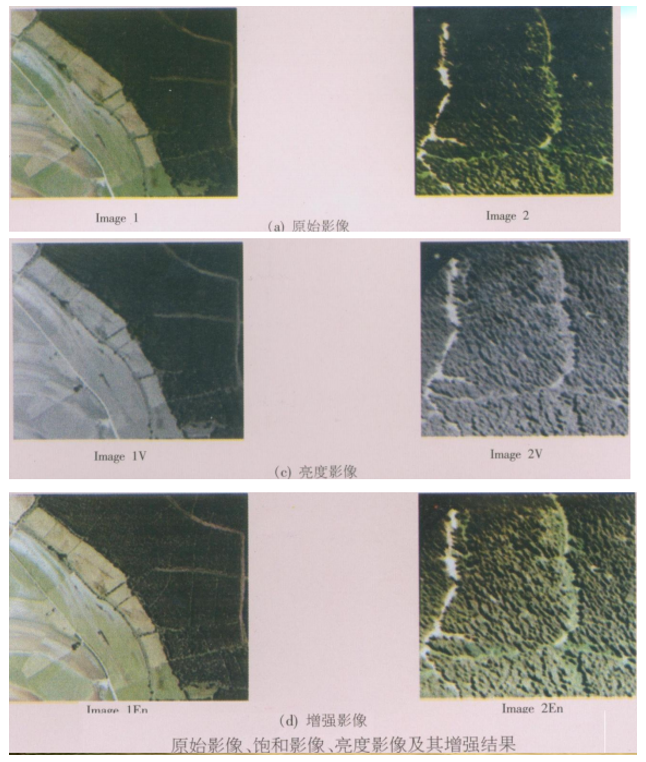 Image 1
Image 2
(a) 原始影像
Image 1V
Image 2V
(c) 亮度影像
Image 1En
Image 2En
(d) 增强影像
原始影像、饱和影像、亮度影像及其增强结果